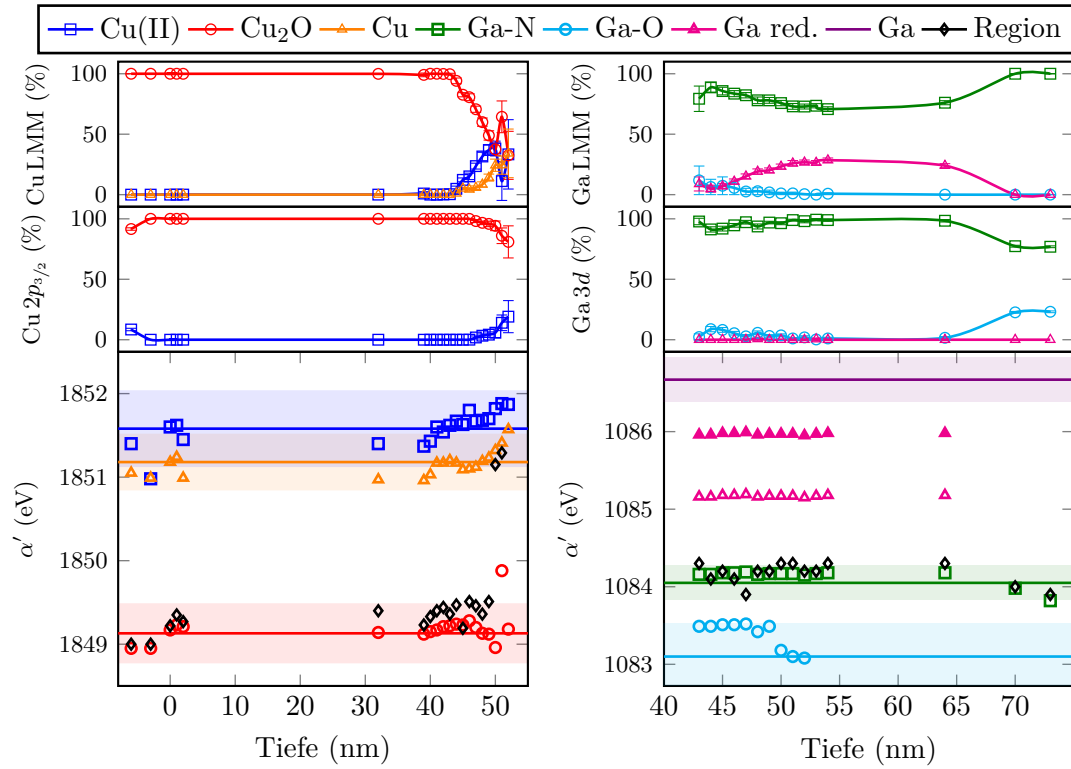 Cu(II) Cu₂O Cu Ga-N Ga-O Ga red. Ga Region
Cu LMM (%)
100
50
0
Cu 2p₃/₂ (%)
100
50
0
α′ (eV)
1852
1851
1850
1849
0 10 20 30 40 50
Tiefe (nm)
Ga LMM (%)
100
50
0
Ga 3d (%)
100
50
0
α′ (eV)
1086
1085
1084
1083
40 45 50 55 60 65 70
Tiefe (nm)